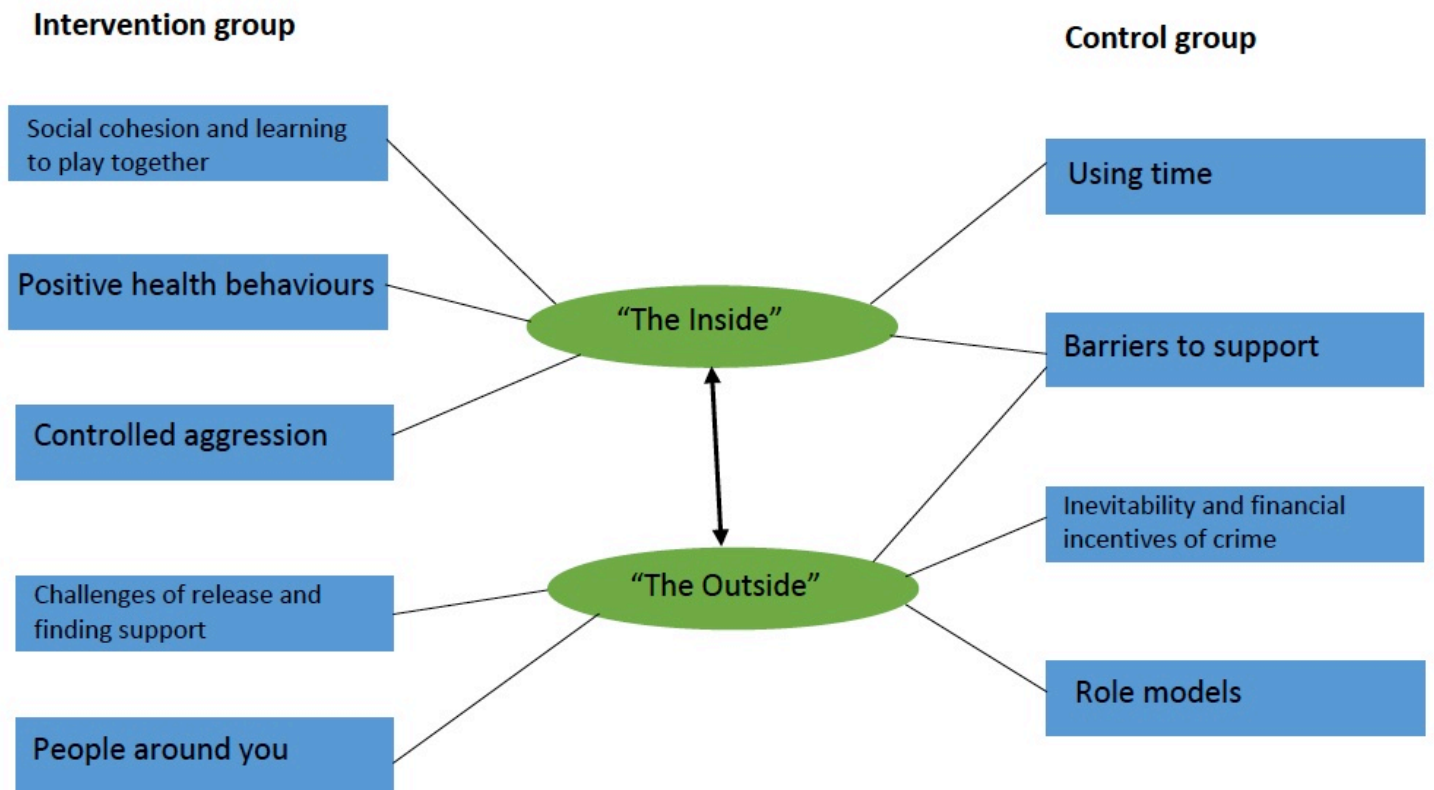 Intervention group
Social cohesion and learning
to play together
Positive health behaviours
Controlled aggression
Challenges of release and
finding support
People around you
“The Inside”
“The Outside”
Control group
Using time
Barriers to support
Inevitability and financial
incentives of crime
Role models